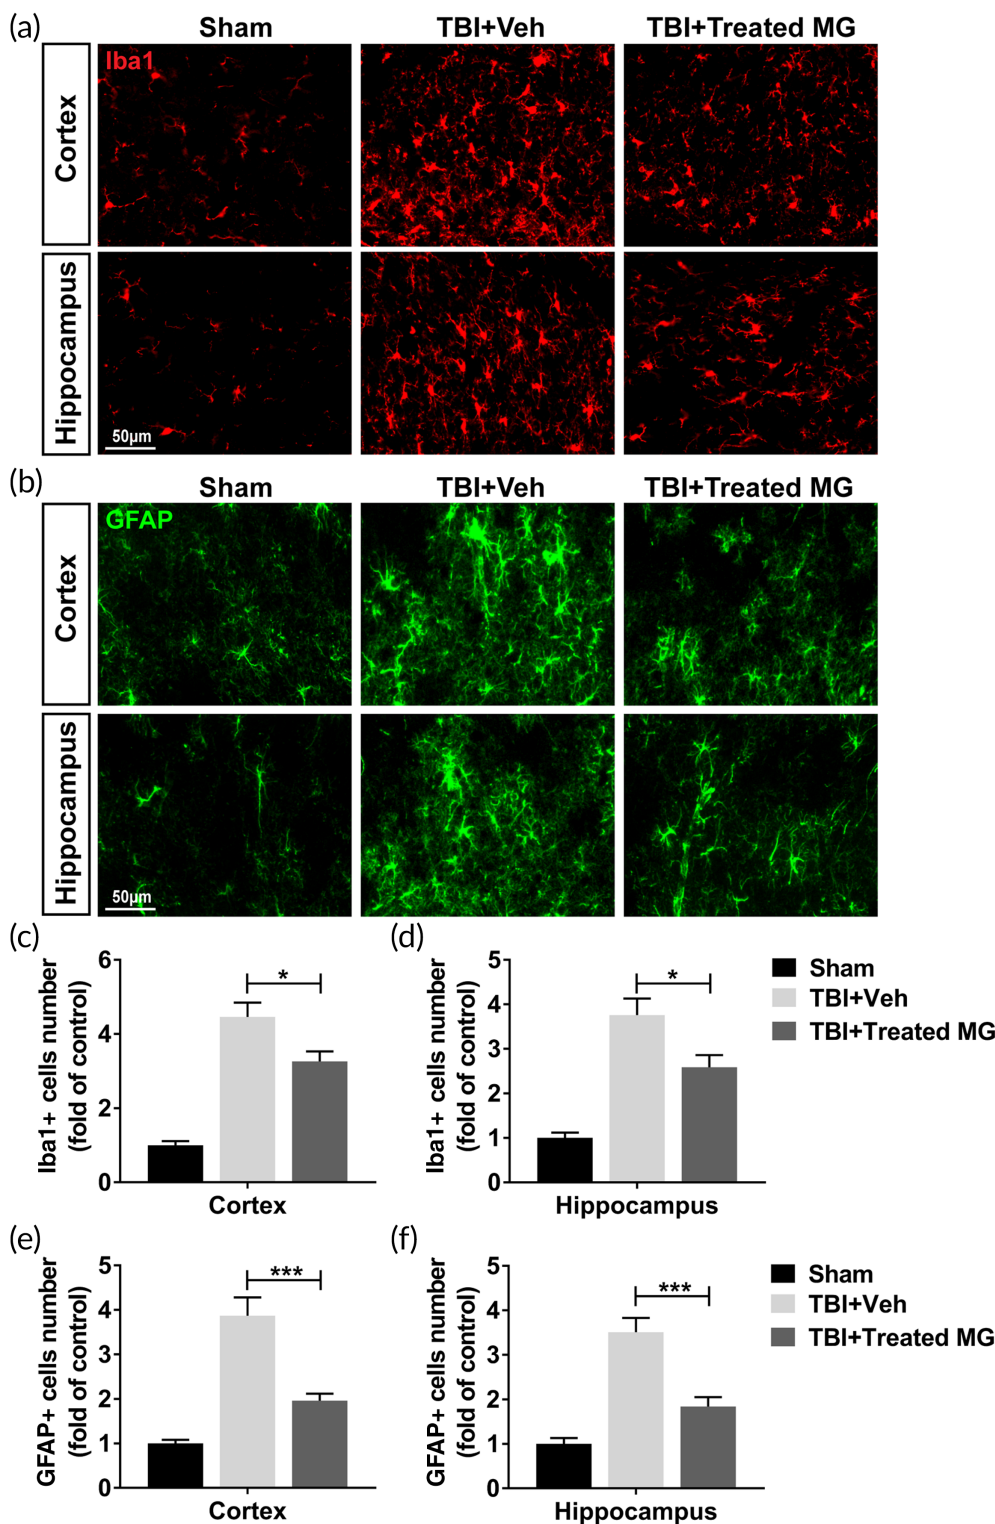 (a)
Sham
TBI+Veh
TBI+Treated MG
Iba1
Cortex
Hippocampus
50μm
(b)
Sham
TBI+Veh
TBI+Treated MG
GFAP
Cortex
Hippocampus
50μm
(c)
Iba1+ cells number
(fold of control)
6
4
2
0
*
Cortex
(d)
Iba1+ cells number
(fold of control)
5
4
3
2
1
0
*
Hippocampus
Sham
TBI+Veh
TBI+Treated MG
(e)
GFAP+ cells number
(fold of control)
5
4
3
2
1
0
***
Cortex
(f)
GFAP+ cells number
(fold of control)
5
4
3
2
1
0
***
Hippocampus
Sham
TBI+Veh
TBI+Treated MG